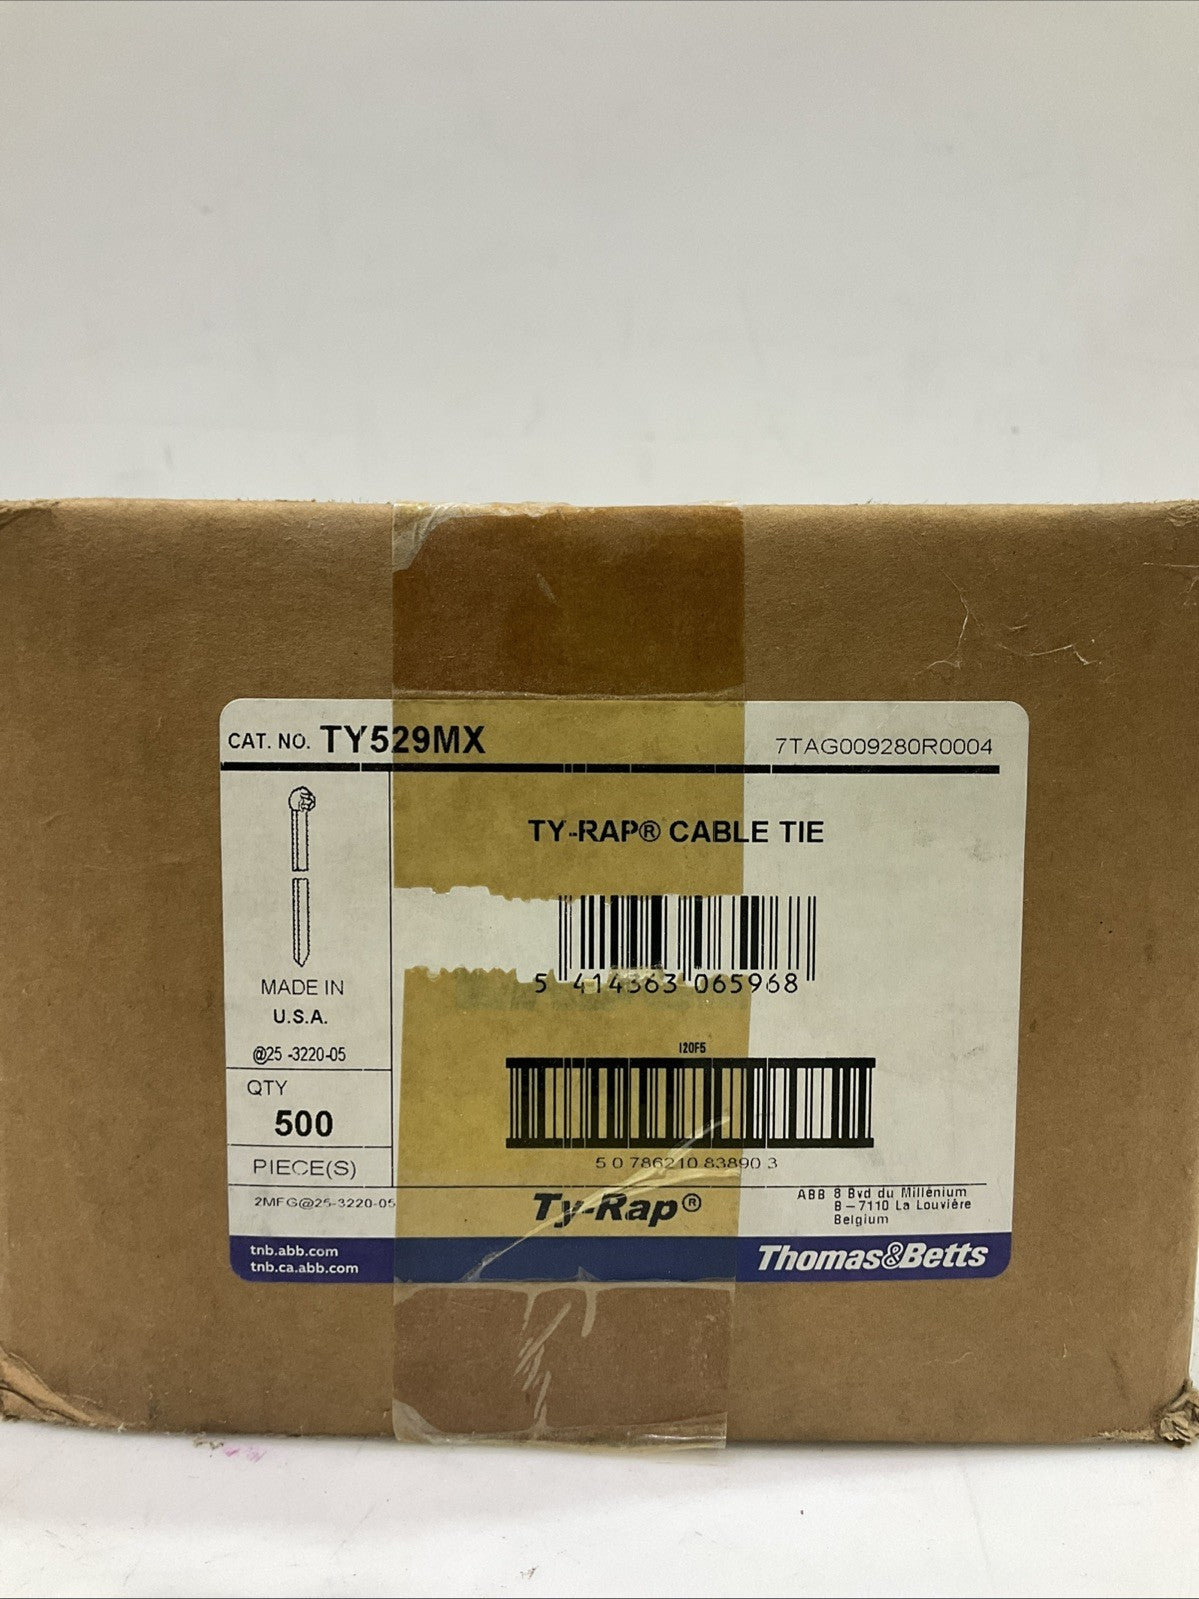 CAT. NO. TY529MX 7TAG009280R0004
TY-RAP® CABLE TIE
5 414363 065968
MADE IN
U.S.A.
@25 -3220-05
I20F5
QTY
500
PIECE(S)
5 0 786210 83890 3
2MFG@25-3220-05
Ty-Rap®
ABB 8 Bvd du Millénium
B-7110 La Louvière
Belgium
tnb.abb.com
tnb.ca.abb.com
Thomas&Betts